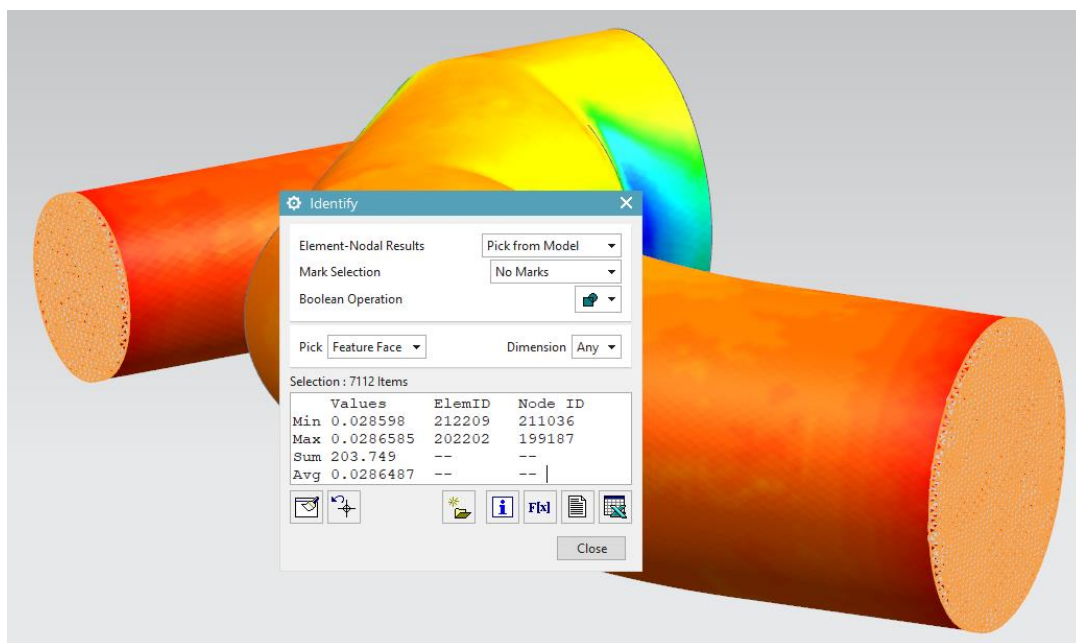 Identify
Element-Nodal Results Pick from Model
Mark Selection No Marks
Boolean Operation
Pick Feature Face Dimension Any
Selection : 7112 Items
Values ElemID Node ID
Min 0.028598 212209 211036
Max 0.0286585 202202 199187
Sum 203.749 -- --
Avg 0.0286487 -- --
F[x]
Close